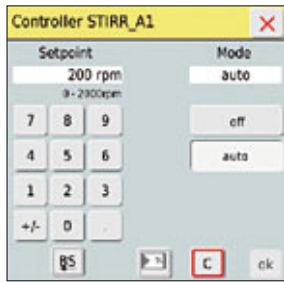 Controller STIRR_A1
Setpoint Mode
200 rpm auto
0 - 2000rpm
7 8 9 off
4 5 6 auto
1 2 3
+/- 0 .
BS C ok